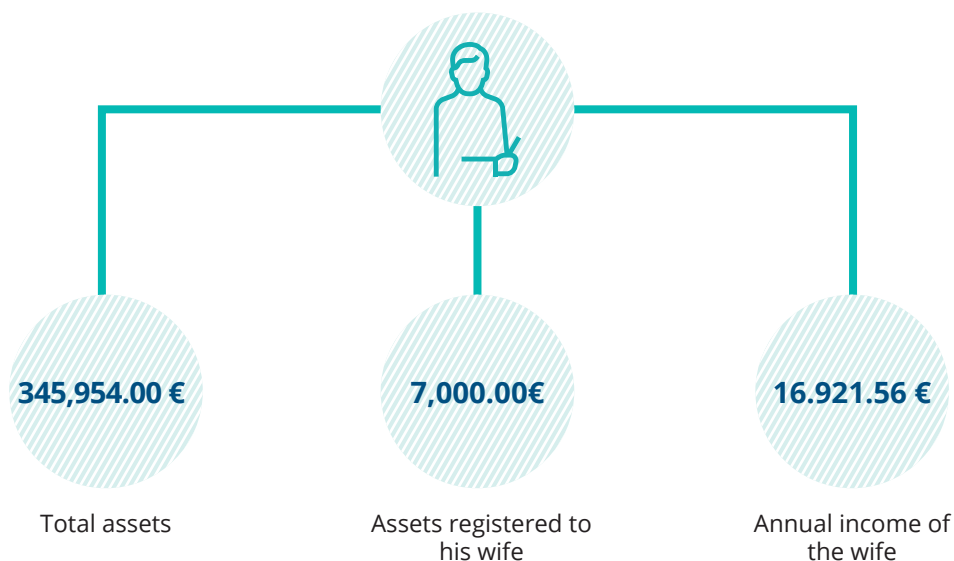 345,954.00 €
7,000.00€
16.921.56 €
Total assets
Assets registered to
his wife
Annual income of
the wife